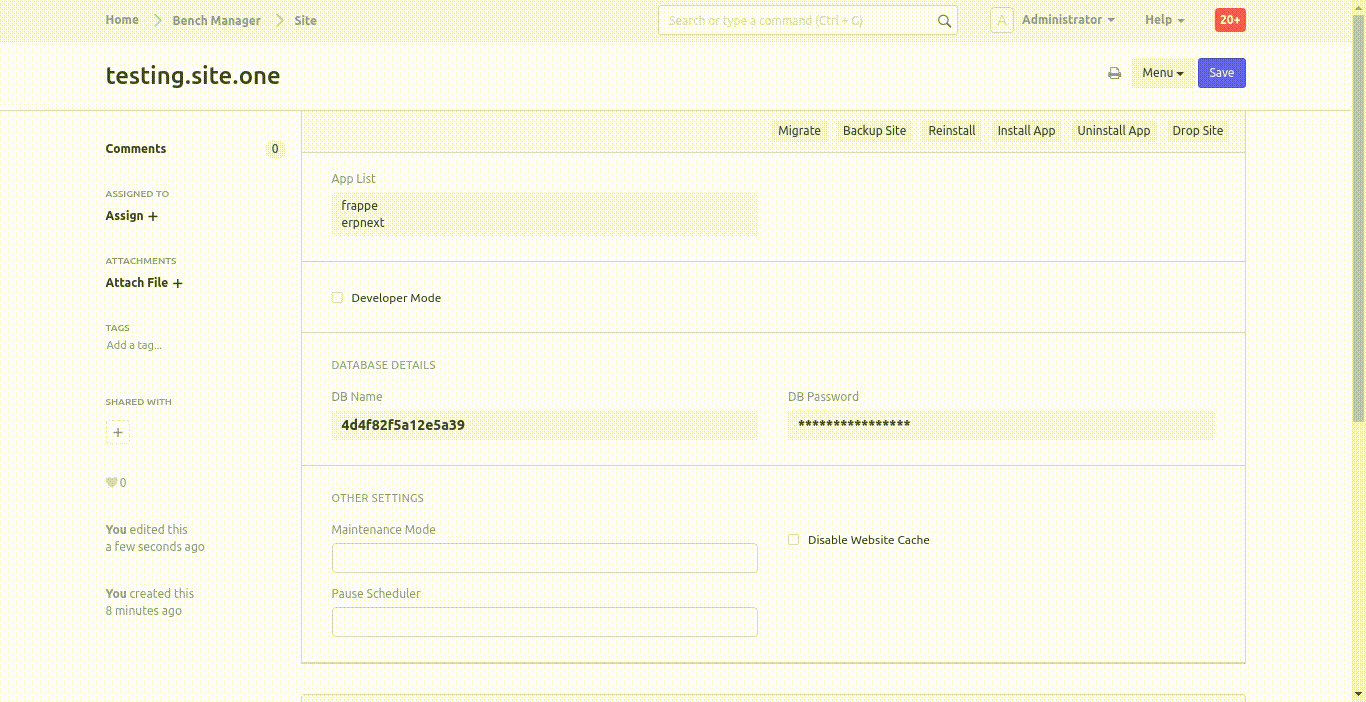 Home Bench Manager Site Search or type a command (Ctrl + G) A Administrator Help 20+
testing.site.one Menu Save
Migrate Backup Site Reinstall Install App Uninstall App Drop Site
Comments 0
ASSIGNED TO
Assign +
ATTACHMENTS
Attach File +
TAGS
Add a tag...
SHARED WITH
+
0
You edited this
a few seconds ago
You created this
8 minutes ago
App List
frappe
erpnext
Developer Mode
DATABASE DETAILS
DB Name
4d4f82f5a12e5a39
DB Password
****************
OTHER SETTINGS
Maintenance Mode
Disable Website Cache
Pause Scheduler